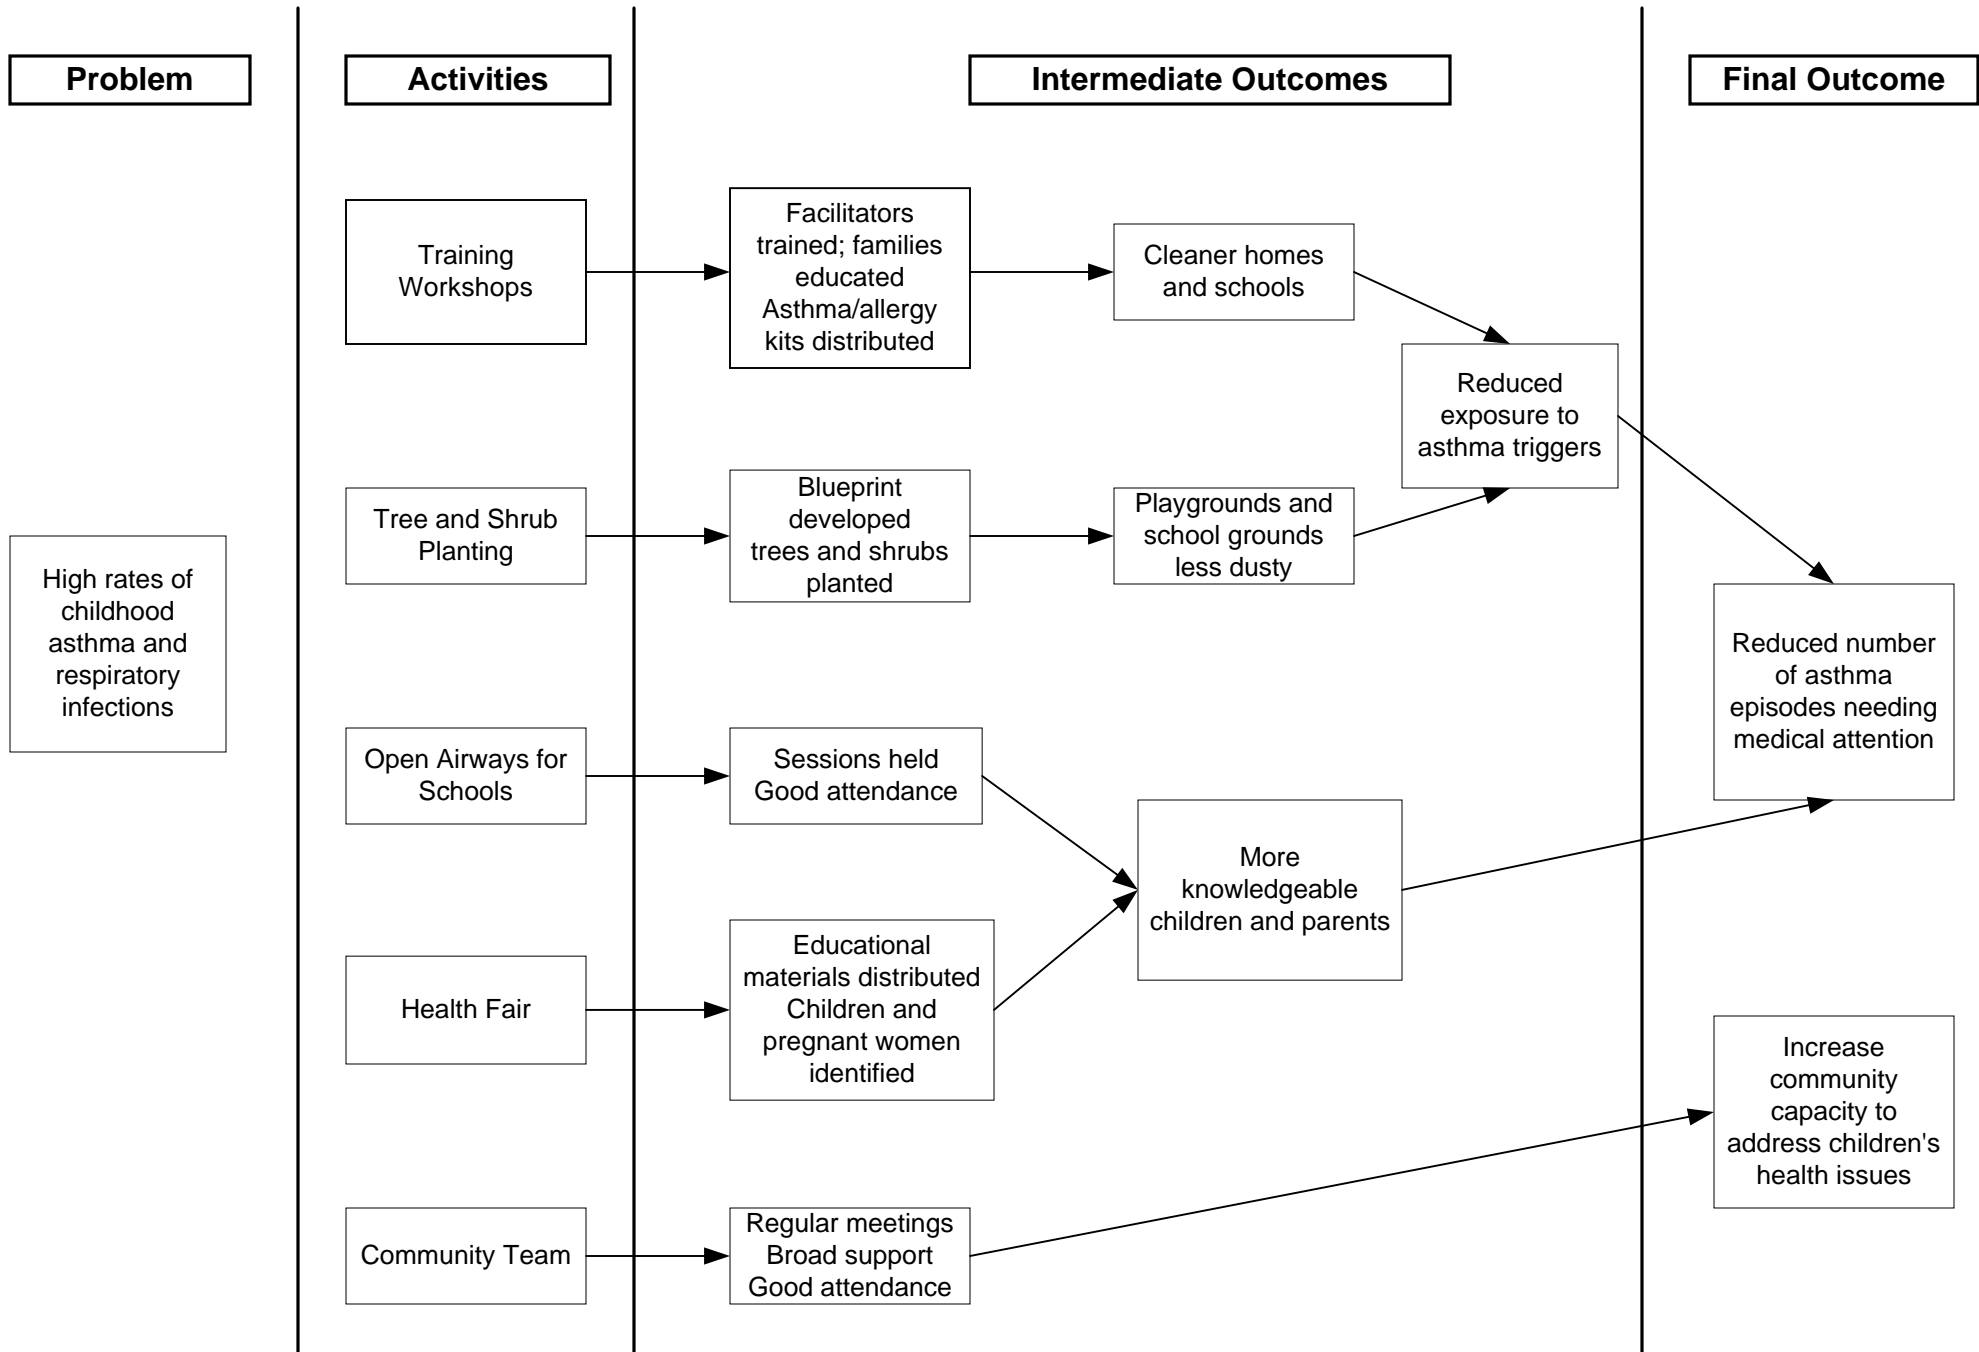 Problem
Activities
Intermediate Outcomes
Final Outcome
High rates of
childhood
asthma and
respiratory
infections
Training
Workshops
Facilitators
trained; families
educated
Asthma/allergy
kits distributed
Cleaner homes
and schools
Reduced
exposure to
asthma triggers
Tree and Shrub
Planting
Blueprint
developed
trees and shrubs
planted
Playgrounds and
school grounds
less dusty
Open Airways for
Schools
Sessions held
Good attendance
More
knowledgeable
children and parents
Health Fair
Educational
materials distributed
Children and
pregnant women
identified
Community Team
Regular meetings
Broad support
Good attendance
Reduced number
of asthma
episodes needing
medical attention
Increase
community
capacity to
address children's
health issues